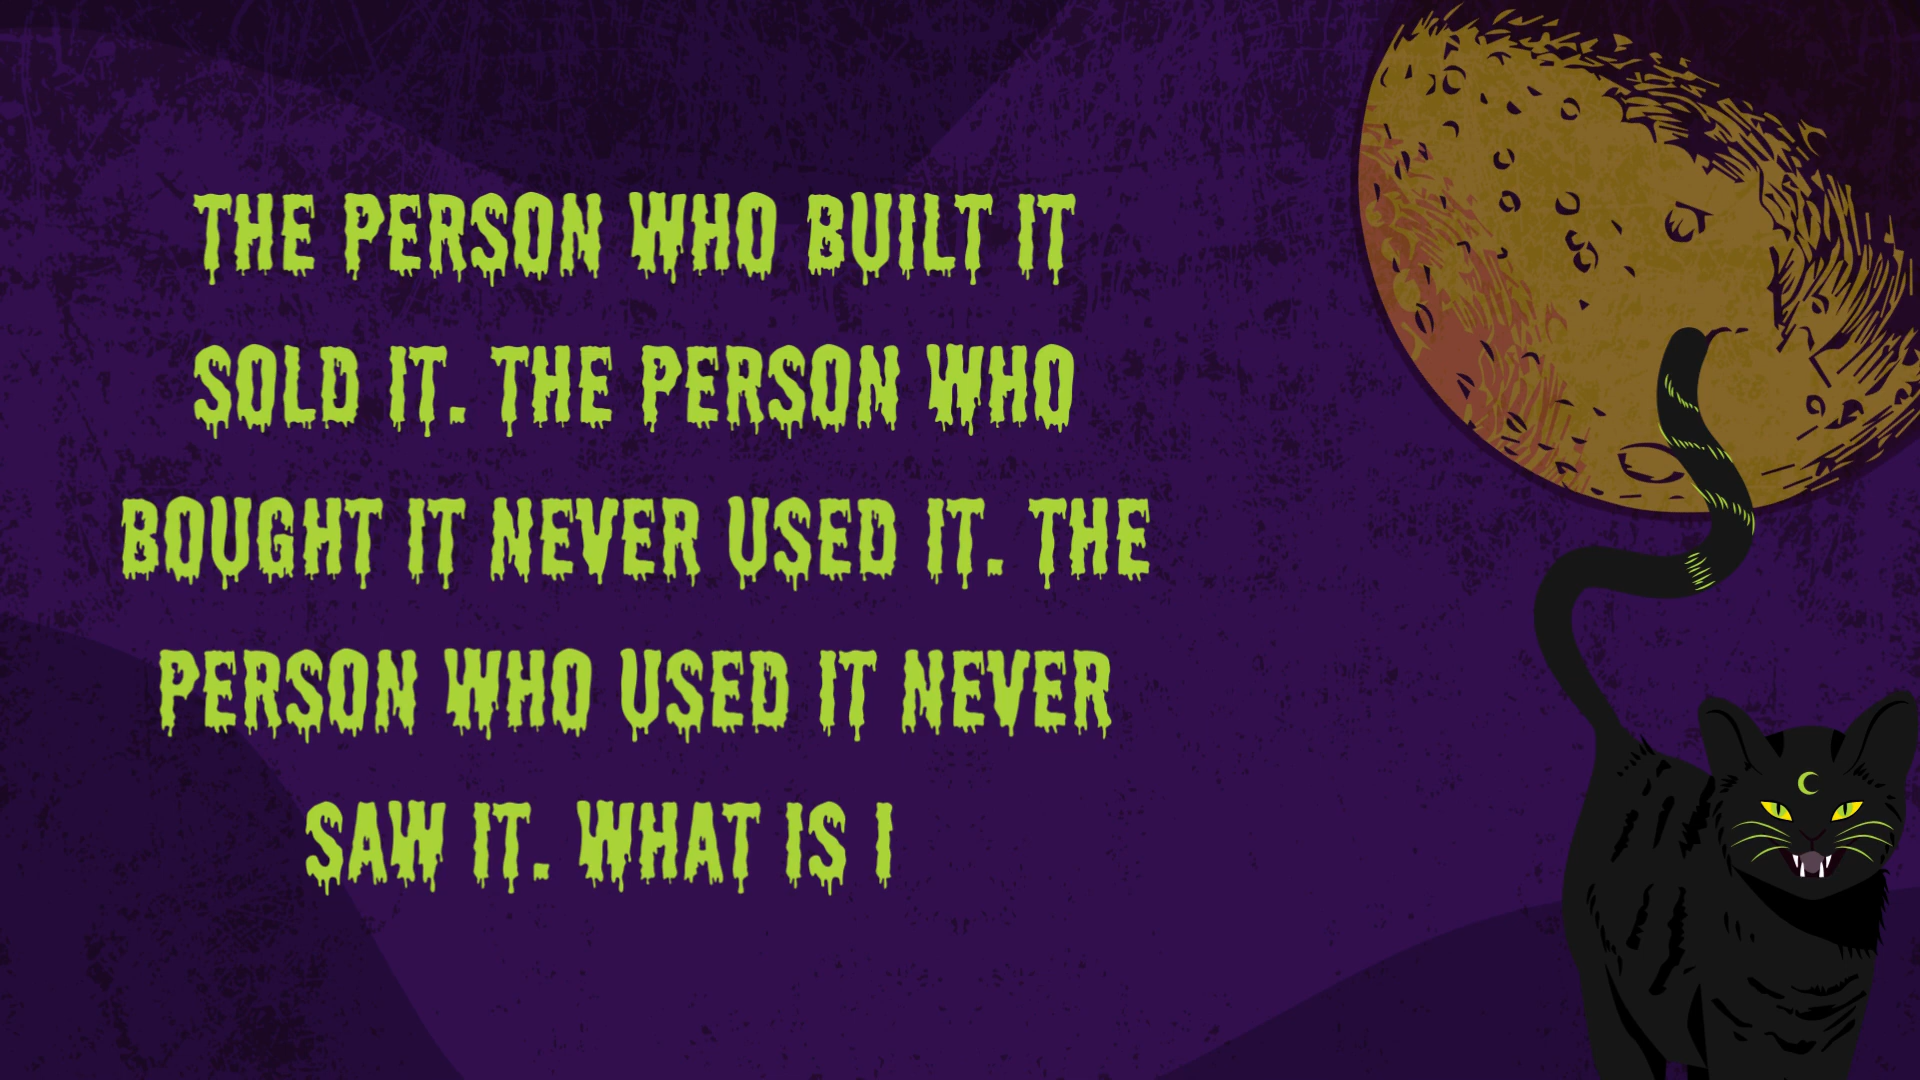 THE PERSON WHO BUILT IT
SOLD IT. THE PERSON WHO
BOUGHT IT NEVER USED IT. THE
PERSON WHO USED IT NEVER
SAW IT. WHAT IS I